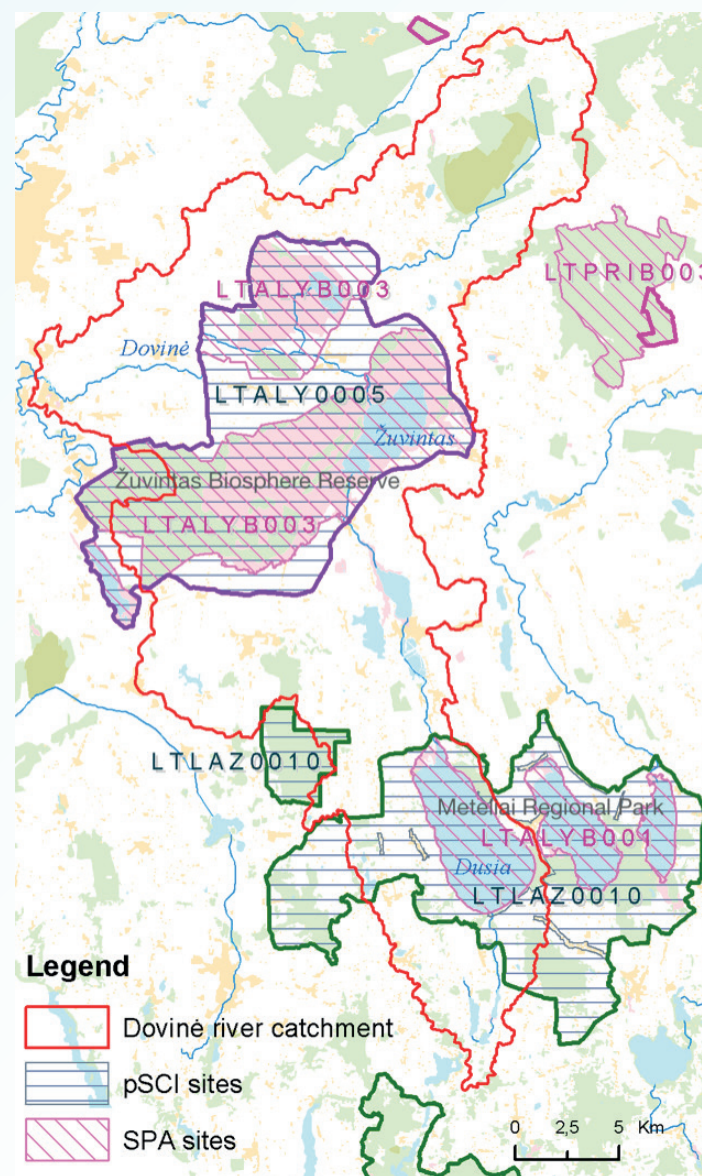 LTALYB003
LTPRIB003
Dovinė
LTALY0005
Žuvintas
Žuvintas Biosphere Reserve
LTALYB003
LTLAZ0010
Meteliai Regional Park
LTALYB001
Dusia
LTLAZ0010
Legend
Dovinė river catchment
pSCI sites
SPA sites
0 2,5 5 Km